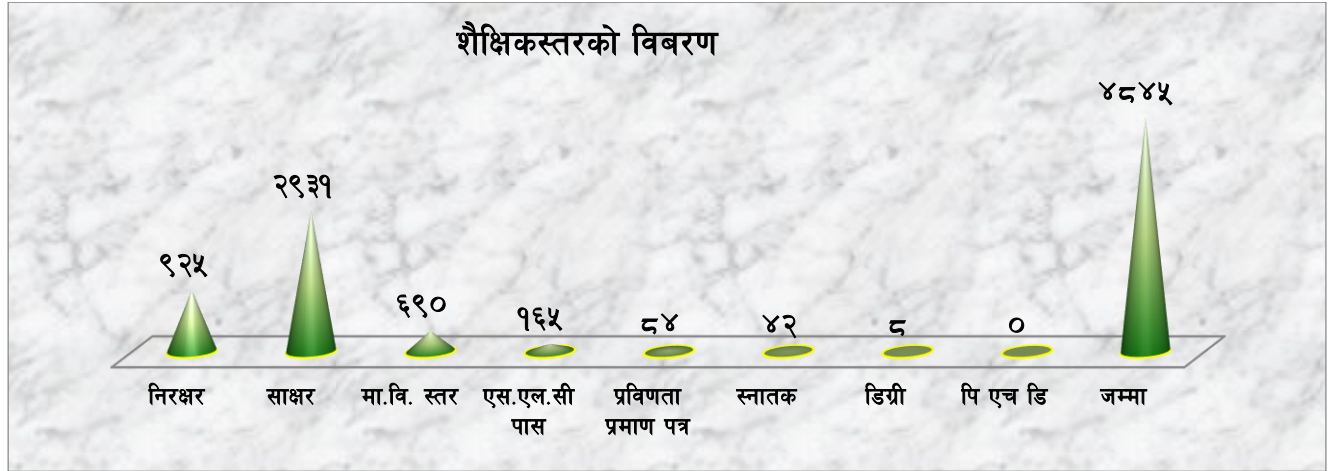 शैक्षिकस्तरको विबरण
४८४५
२९३१
९२५
६९०
१६५
८४
४२
८
०
निरक्षर
साक्षर
मा.वि. स्तर
एस.एल.सी
पास
प्रविणता
प्रमाण पत्र
स्नातक
डिग्री
पि एच डि
जम्मा